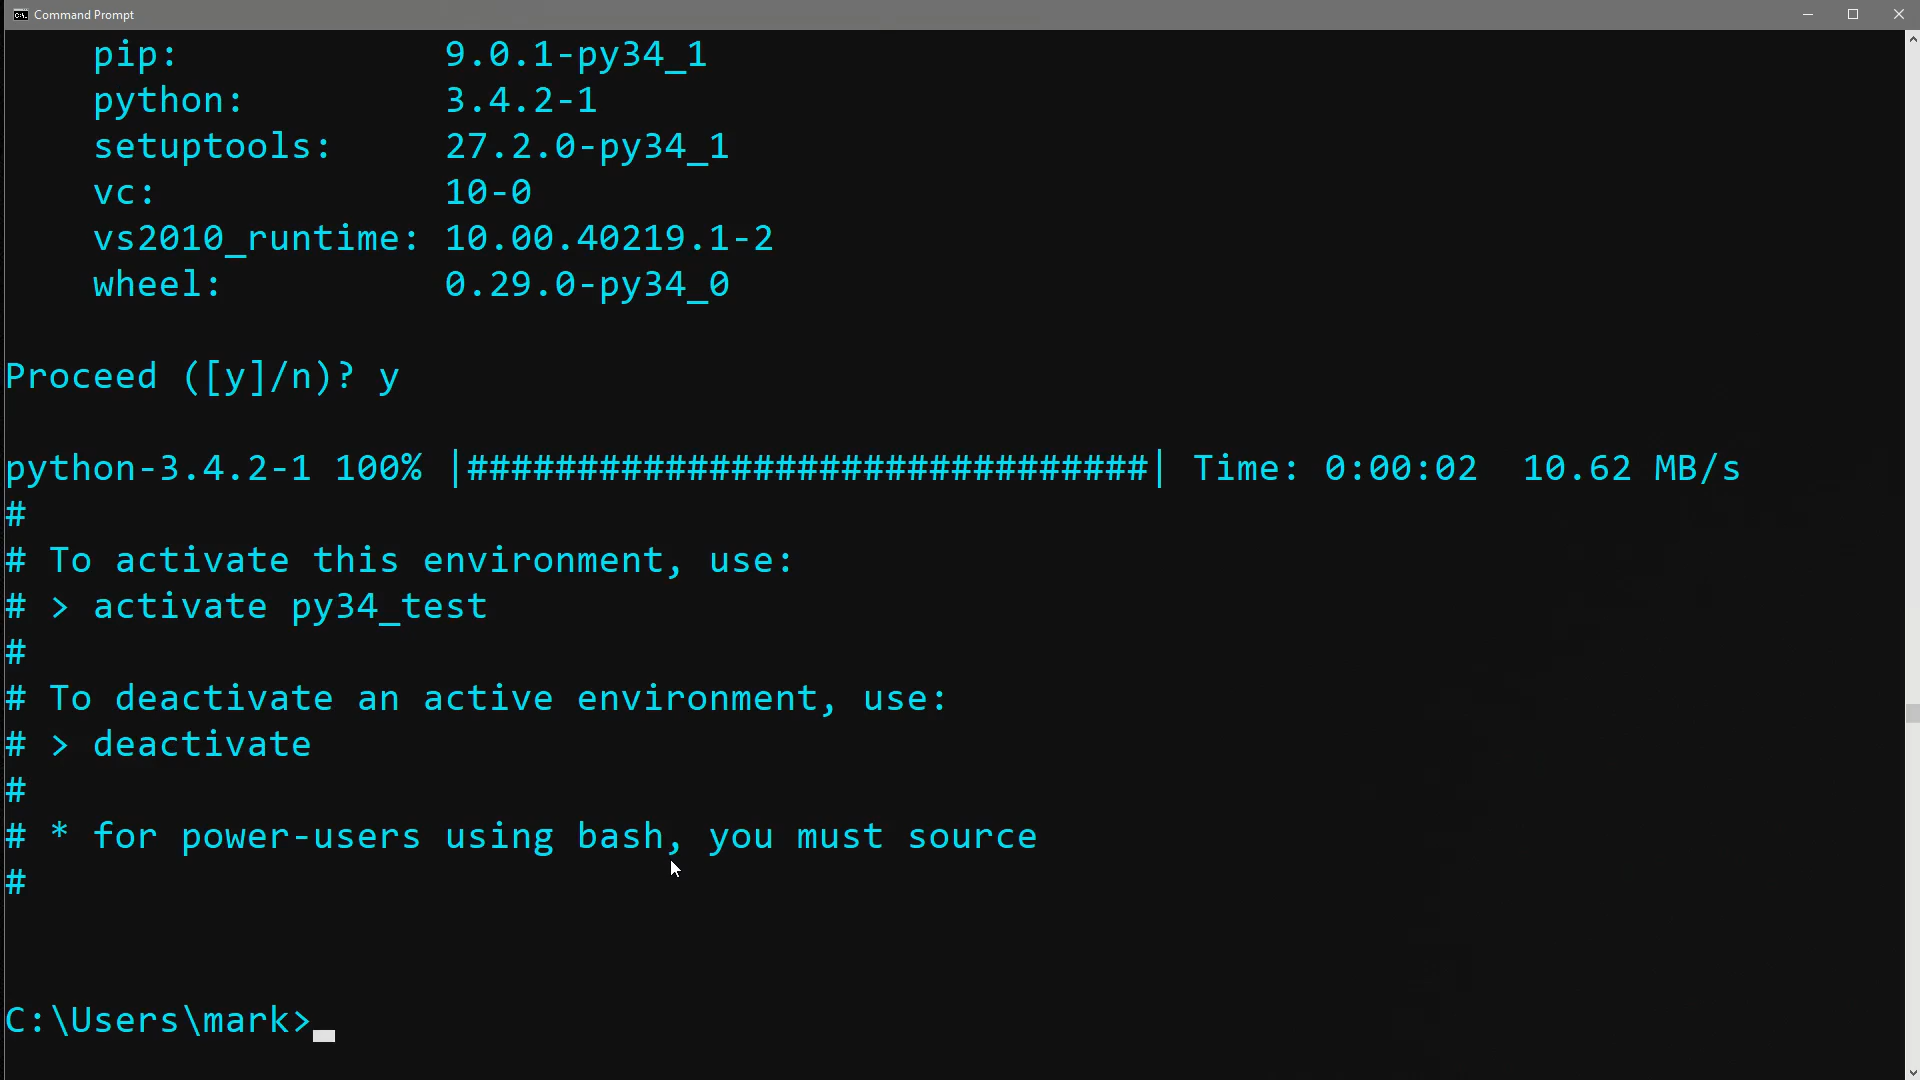 Command Prompt
pip: 9.0.1-py34_1
python: 3.4.2-1
setuptools: 27.2.0-py34_1
vc: 10-0
vs2010_runtime: 10.00.40219.1-2
wheel: 0.29.0-py34_0
Proceed ([y]/n)? y
python-3.4.2-1 100% |###############################| Time: 0:00:02 10.62 MB/s
#
# To activate this environment, use:
# > activate py34_test
#
# To deactivate an active environment, use:
# > deactivate
#
# * for power-users using bash, you must source
#
C:\Users\mark>